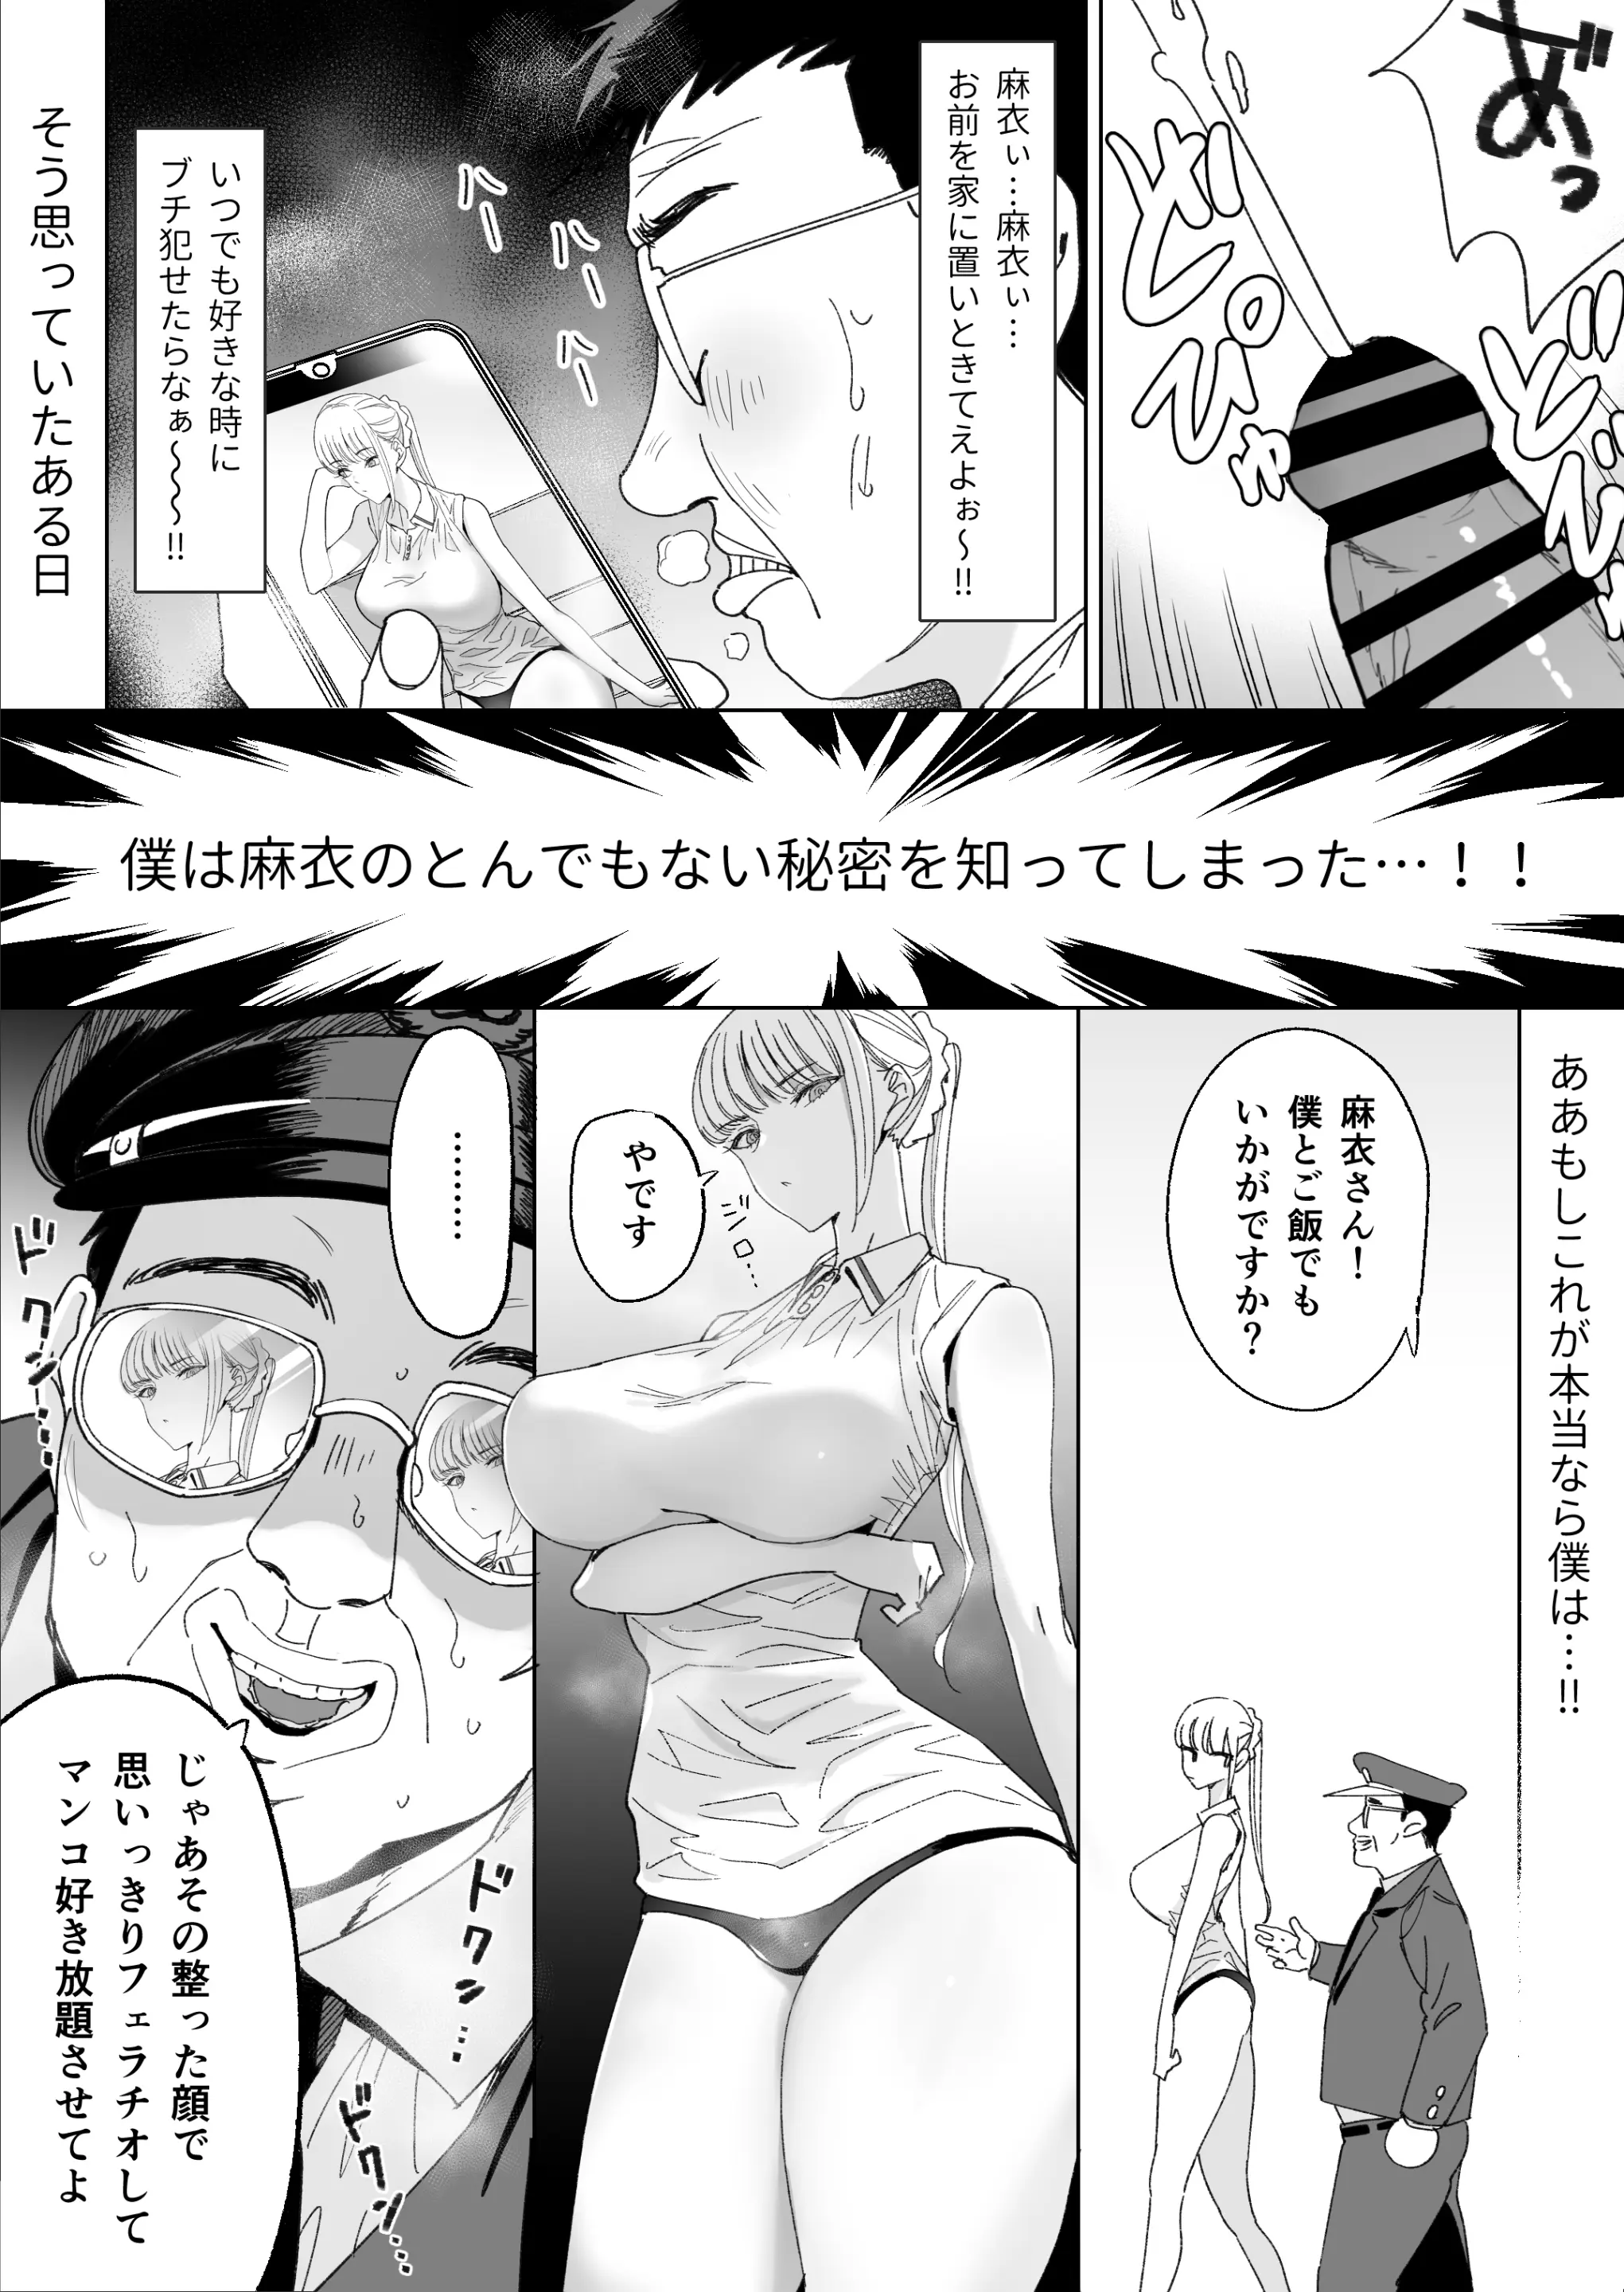 あっ
どびゅ
どぴゅ
麻衣ぃ…麻衣ぃ…
お前を家に置いときてえよぉ～!!
ハー
ハー
ハー
いつでも好きな時に
ブチ犯せたらなぁ～～～!!
そう思っていたある日
僕は麻衣のとんでもない秘密を知ってしまった…！！
ああもしこれが本当なら僕は…!!
麻衣さん！
僕とご飯でも
いかがですか？
ジロ…
やです
………
ドクン…
ドクン…
ドクン…
じゃあその整った顔で
思いっきりフェラチオして
マンコ好き放題させてよ